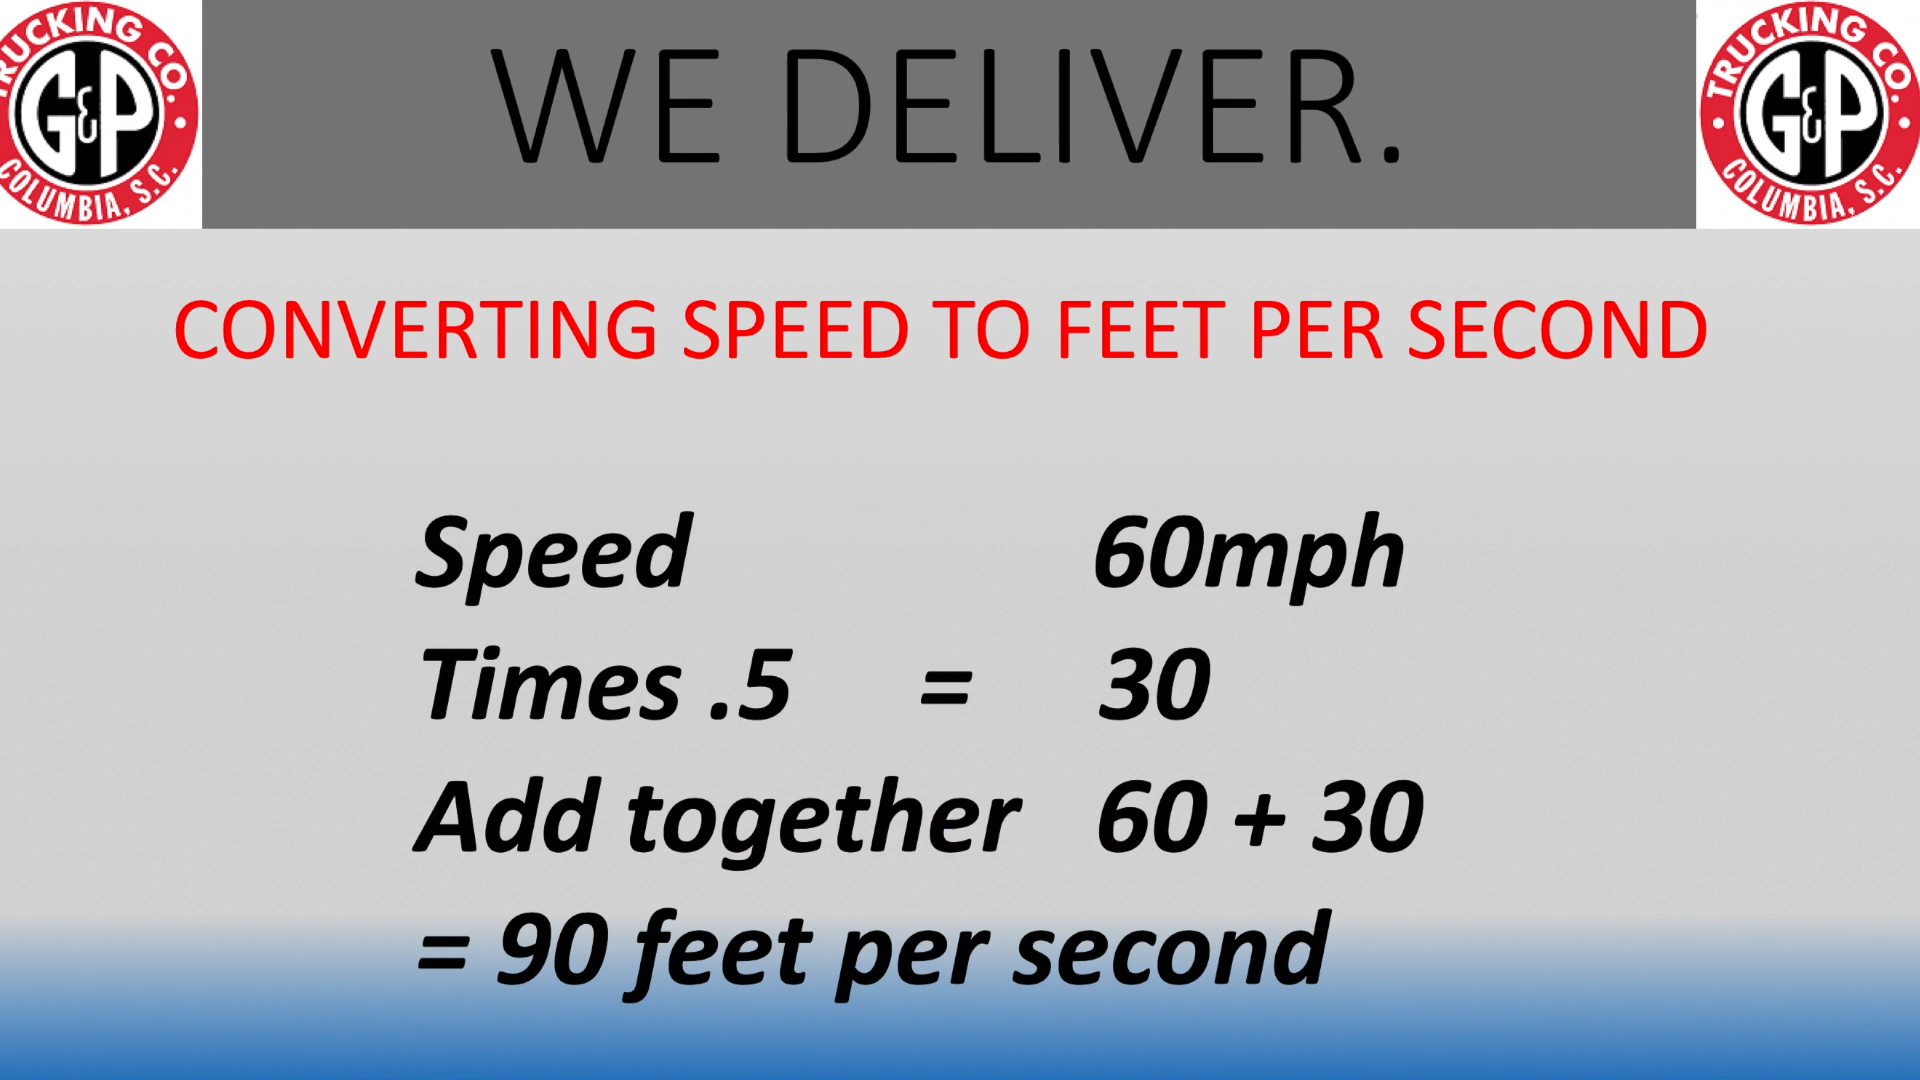 TRUCKING CO.
G&P
COLUMBIA, S.C.
WE DELIVER.
TRUCKING CO.
G&P
COLUMBIA, S.C.
CONVERTING SPEED TO FEET PER SECOND
Speed 60mph
Times .5 = 30
Add together 60 + 30
= 90 feet per second